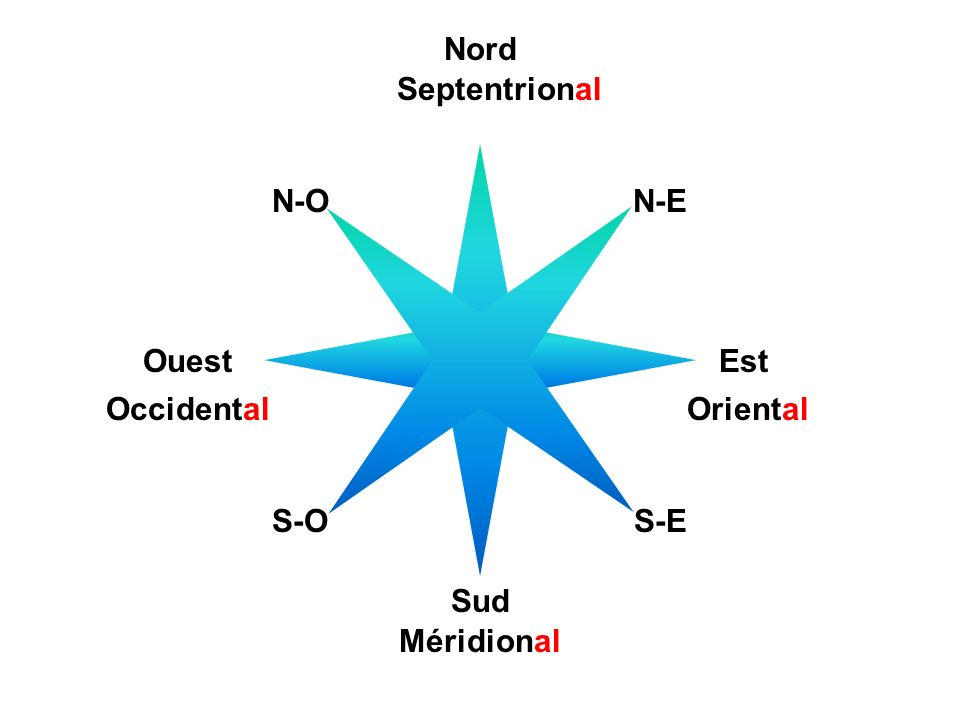 Nord
Septentrional
N-O
N-E
Ouest
Est
Occidental
Oriental
S-O
S-E
Sud
Méridional